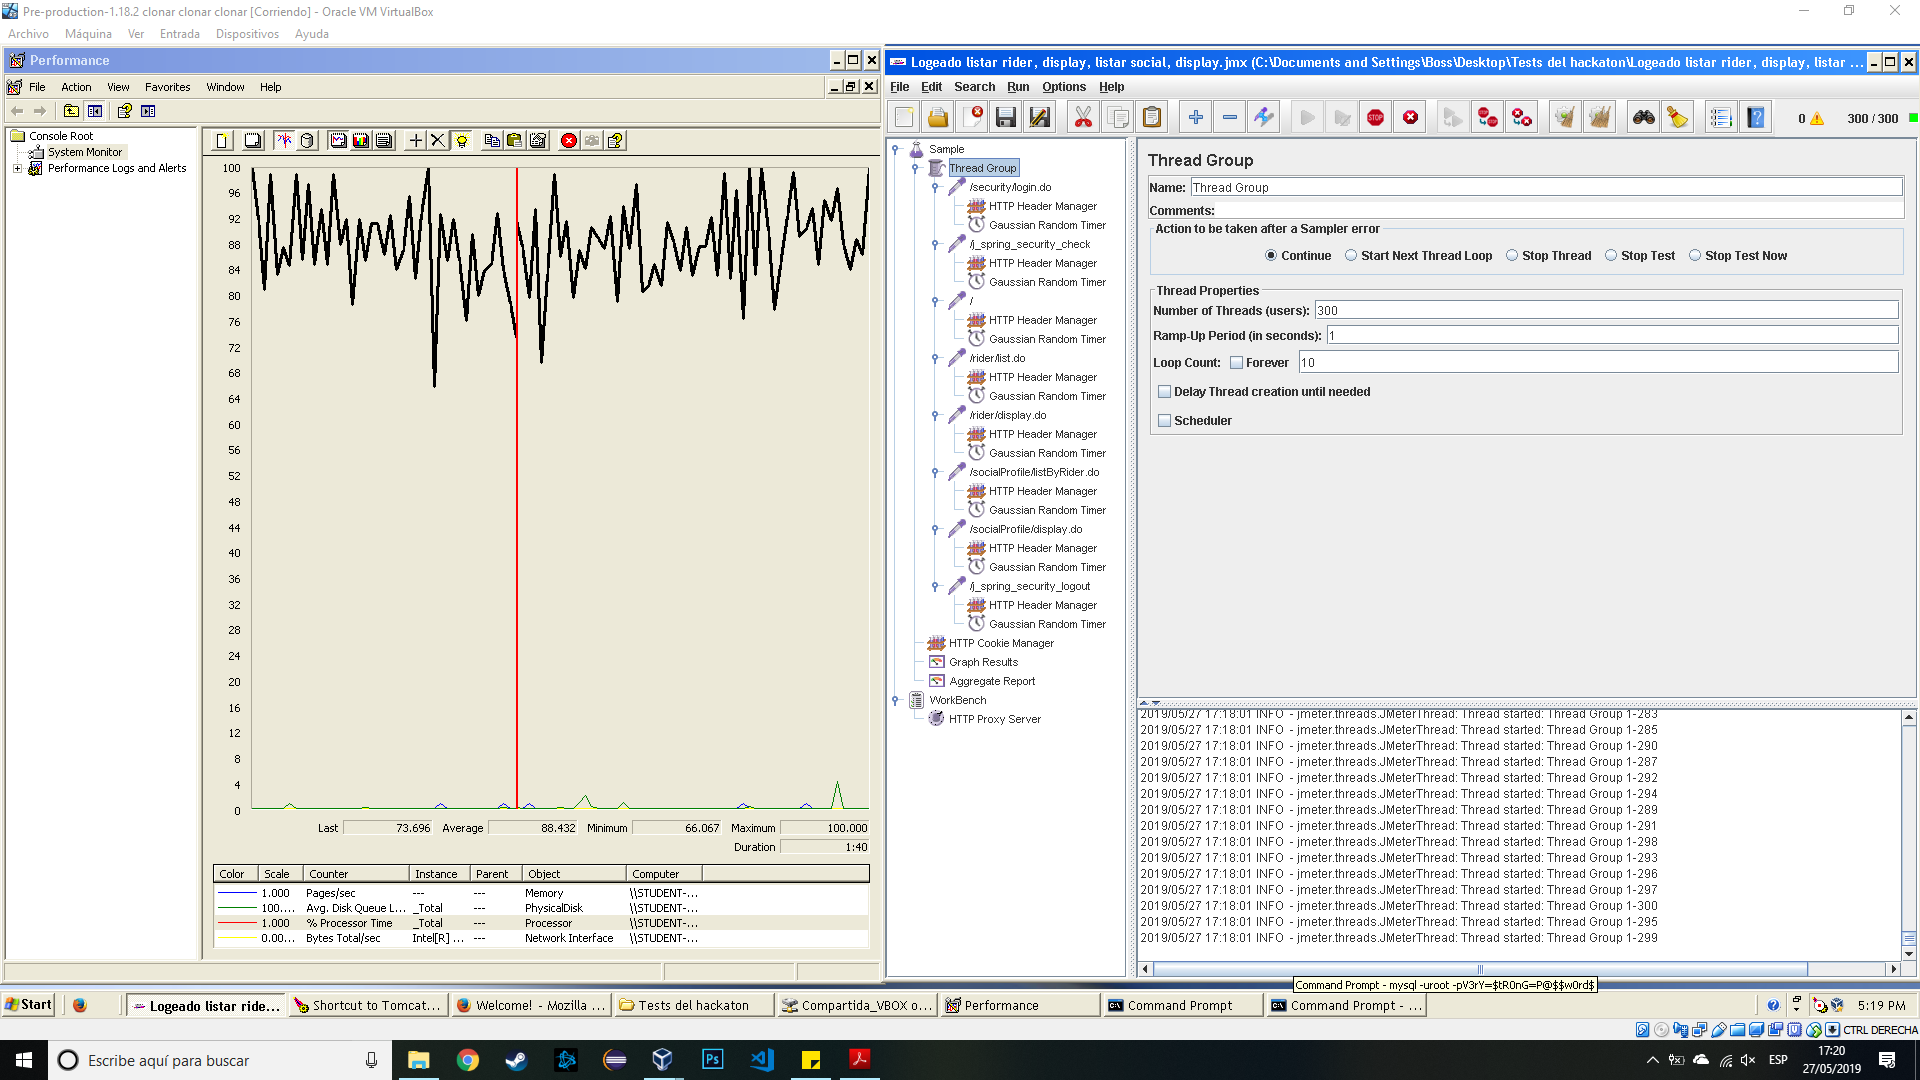 Pre-production-1.18.2 clonar clonar clonar [Corriendo] - Oracle VM VirtualBox
Archivo Máquina Ver Entrada Dispositivos Ayuda
Performance
File Action View Favorites Window Help
Console Root
System Monitor
Performance Logs and Alerts
100
96
92
88
84
80
76
72
68
64
60
56
52
48
44
40
36
32
28
24
20
16
12
8
4
0
Last 73.696 Average 88.432 Minimum 66.067 Maximum 100.000
Duration 1:40
Color Scale Counter Instance Parent Object Computer
1.000 Pages/sec --- --- Memory \\STUDENT-...
100.... Avg. Disk Queue L... _Total --- PhysicalDisk \\STUDENT-...
1.000 % Processor Time _Total --- Processor \\STUDENT-...
0.00... Bytes Total/sec Intel[R] ... --- Network Interface \\STUDENT-...
Logeado listar rider, display, listar social, display.jmx (C:\Documents and Settings\Boss\Desktop\Tests del hackaton\Logeado listar rider, display, listar ...
File Edit Search Run Options Help
STOP
0 300 / 300
Sample
Thread Group
/security/login.do
HTTP Header Manager
Gaussian Random Timer
/j_spring_security_check
HTTP Header Manager
Gaussian Random Timer
/
HTTP Header Manager
Gaussian Random Timer
/rider/list.do
HTTP Header Manager
Gaussian Random Timer
/rider/display.do
HTTP Header Manager
Gaussian Random Timer
/socialProfile/listByRider.do
HTTP Header Manager
Gaussian Random Timer
/socialProfile/display.do
HTTP Header Manager
Gaussian Random Timer
/j_spring_security_logout
HTTP Header Manager
Gaussian Random Timer
HTTP Cookie Manager
Graph Results
Aggregate Report
WorkBench
HTTP Proxy Server
Thread Group
Name: Thread Group
Comments:
Action to be taken after a Sampler error
Continue Start Next Thread Loop Stop Thread Stop Test Stop Test Now
Thread Properties
Number of Threads (users): 300
Ramp-Up Period (in seconds): 1
Loop Count: Forever 10
Delay Thread creation until needed
Scheduler
2019/05/27 17:18:01 INFO - jmeter.threads.JMeterThread: Thread started: Thread Group 1-283
2019/05/27 17:18:01 INFO - jmeter.threads.JMeterThread: Thread started: Thread Group 1-285
2019/05/27 17:18:01 INFO - jmeter.threads.JMeterThread: Thread started: Thread Group 1-290
2019/05/27 17:18:01 INFO - jmeter.threads.JMeterThread: Thread started: Thread Group 1-287
2019/05/27 17:18:01 INFO - jmeter.threads.JMeterThread: Thread started: Thread Group 1-292
2019/05/27 17:18:01 INFO - jmeter.threads.JMeterThread: Thread started: Thread Group 1-294
2019/05/27 17:18:01 INFO - jmeter.threads.JMeterThread: Thread started: Thread Group 1-289
2019/05/27 17:18:01 INFO - jmeter.threads.JMeterThread: Thread started: Thread Group 1-291
2019/05/27 17:18:01 INFO - jmeter.threads.JMeterThread: Thread started: Thread Group 1-298
2019/05/27 17:18:01 INFO - jmeter.threads.JMeterThread: Thread started: Thread Group 1-293
2019/05/27 17:18:01 INFO - jmeter.threads.JMeterThread: Thread started: Thread Group 1-296
2019/05/27 17:18:01 INFO - jmeter.threads.JMeterThread: Thread started: Thread Group 1-297
2019/05/27 17:18:01 INFO - jmeter.threads.JMeterThread: Thread started: Thread Group 1-300
2019/05/27 17:18:01 INFO - jmeter.threads.JMeterThread: Thread started: Thread Group 1-295
2019/05/27 17:18:01 INFO - jmeter.threads.JMeterThread: Thread started: Thread Group 1-299
Command Prompt - mysql -uroot -pV3rY=$tR0nG=P@$$w0rd$
Start Logeado listar ride... Shortcut to Tomcat... Welcome! - Mozilla ... Tests del hackaton Compartida_VBOX o... Performance Command Prompt Command Prompt - ... 5:19 PM
CTRL DERECHA
Escribe aquí para buscar
Ps
ESP
17:20
27/05/2019